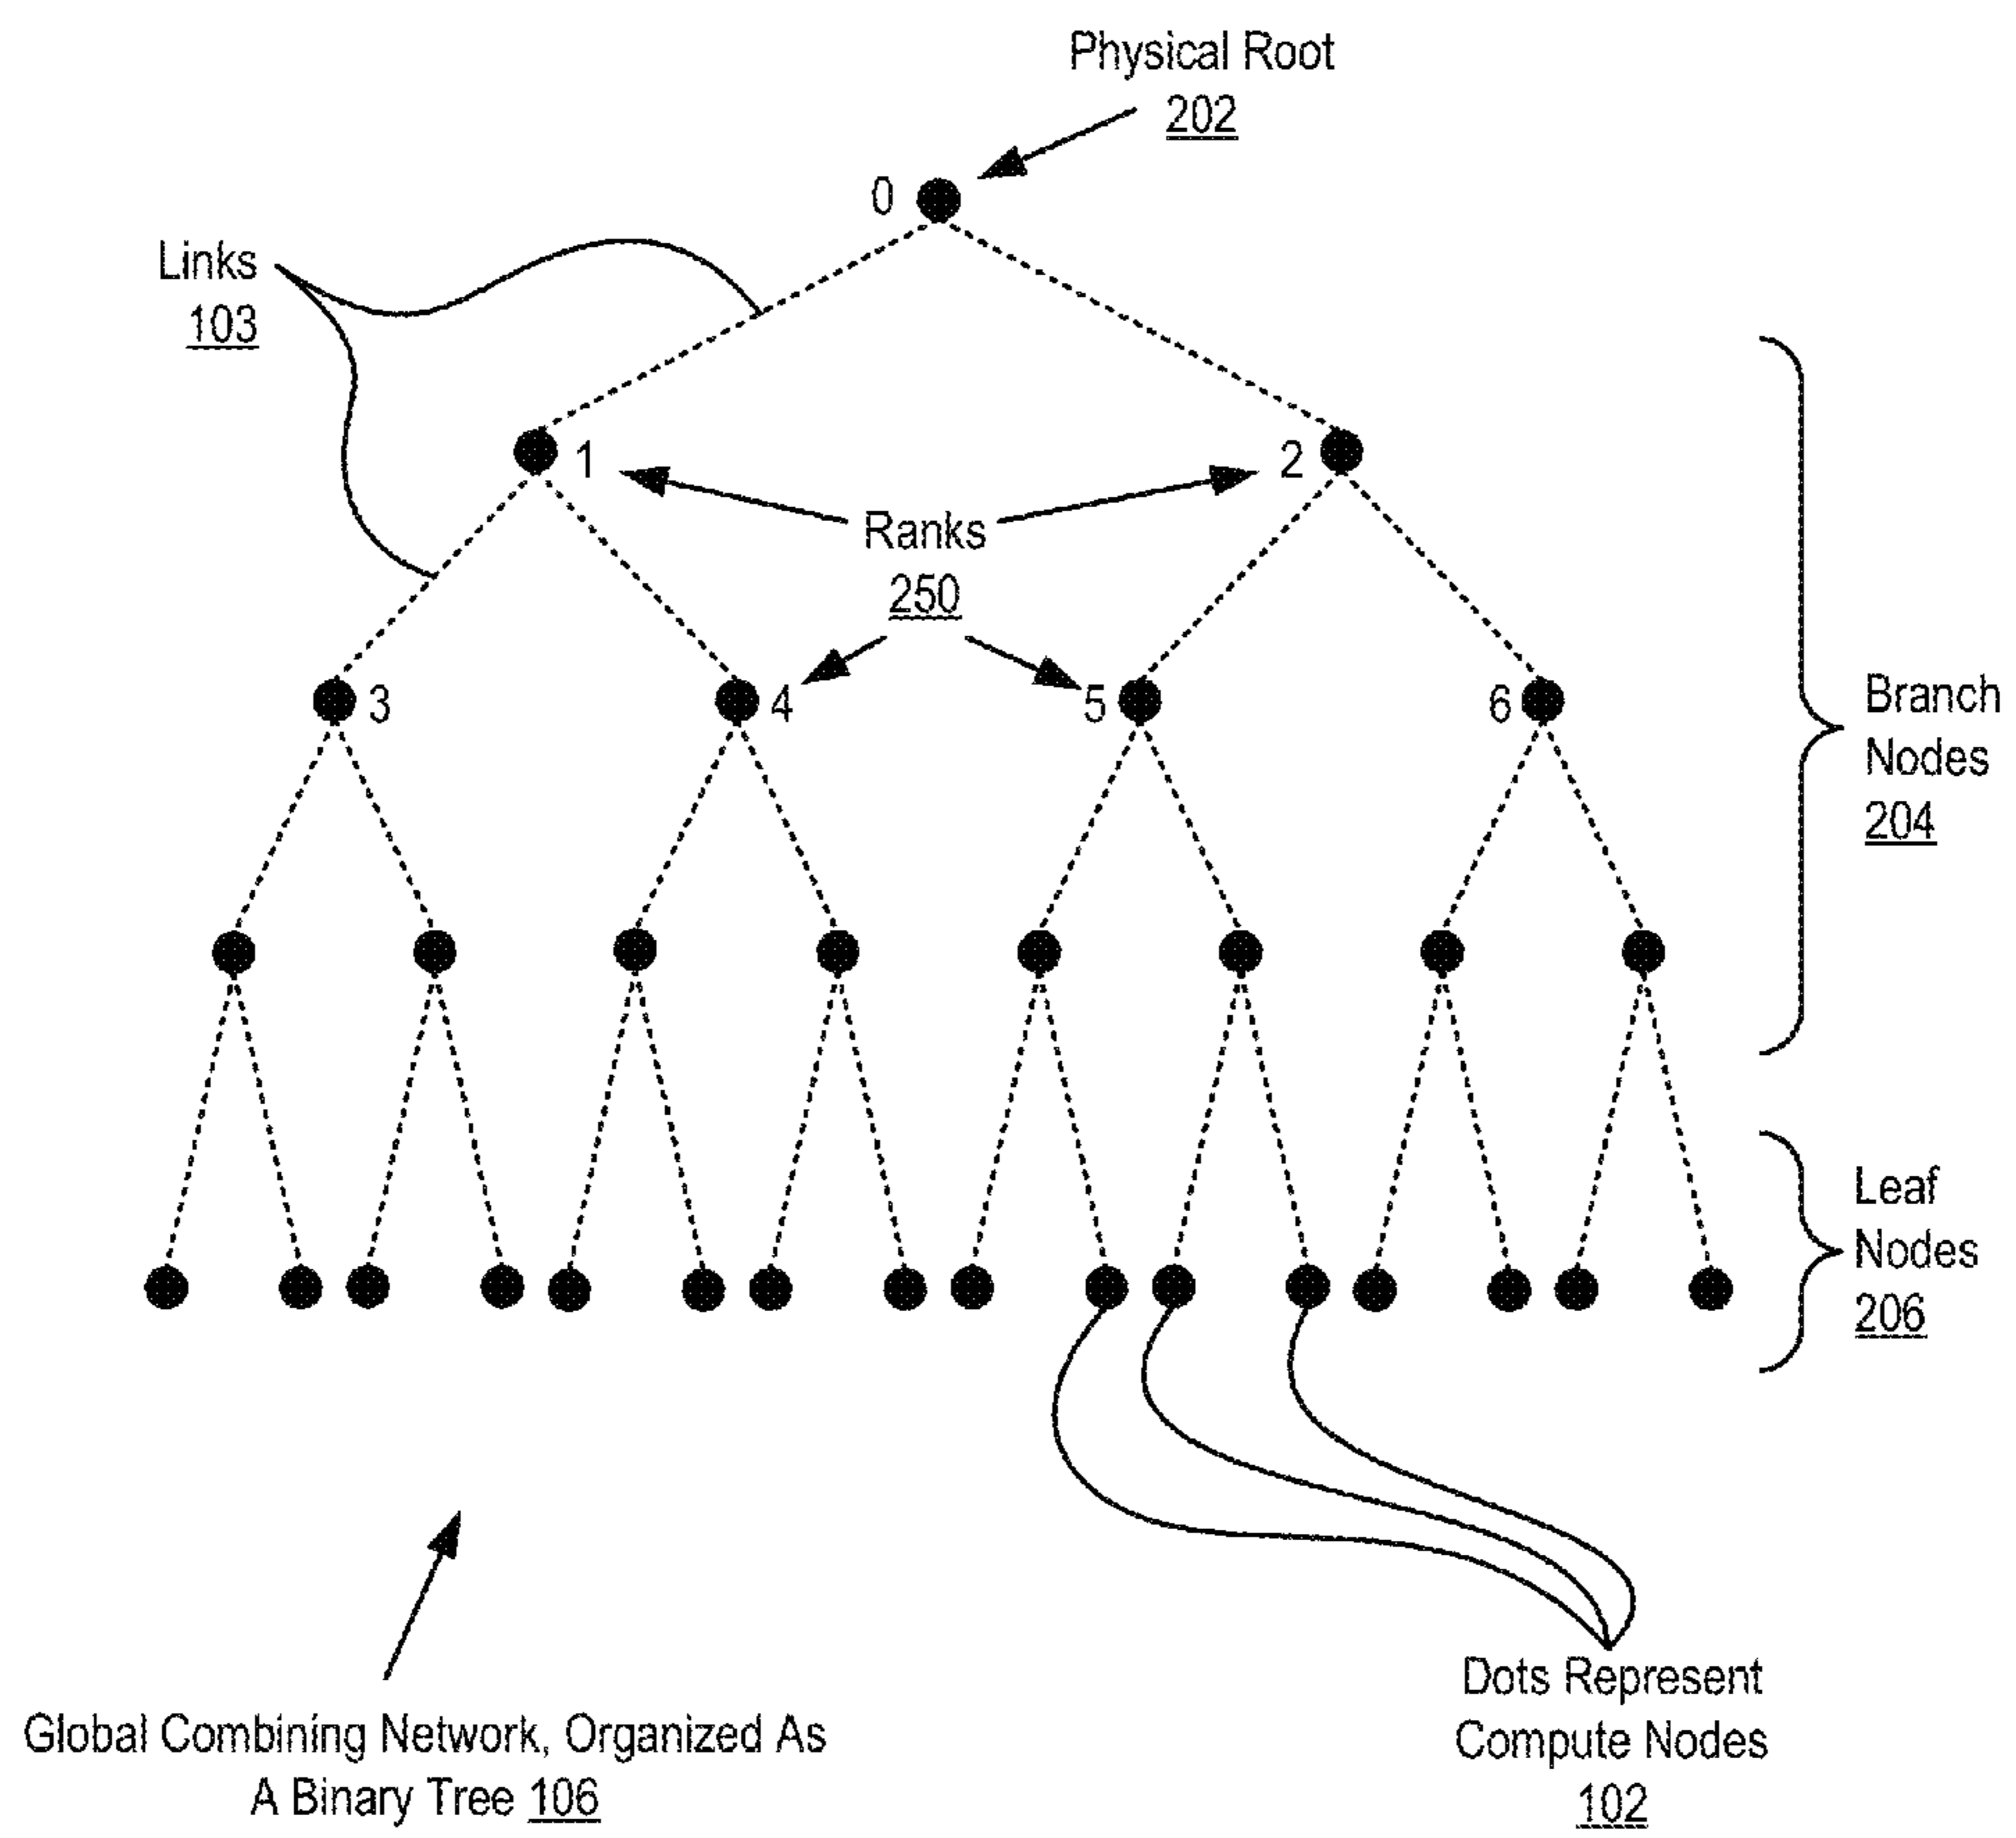 Physical Root
202
0
Links
103
1
2
Ranks
250
3
4
5
6
Branch
Nodes
204
Leaf
Nodes
206
Dots Represent
Compute Nodes
102
Global Combining Network, Organized As
A Binary Tree 106